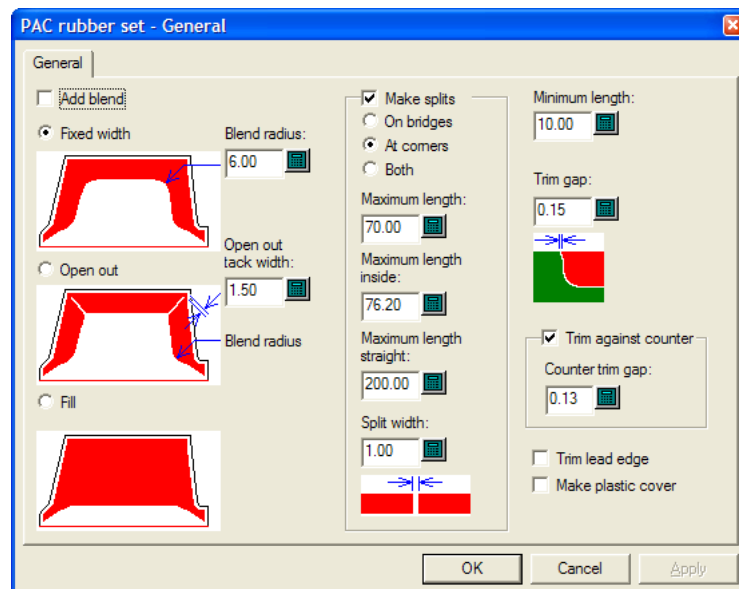 PAC rubber set - General
General
Add blend
Fixed width
Blend radius:
6.00
Open out
Open out
tack width:
1.50
Blend radius
Fill
Make splits
On bridges
At corners
Both
Maximum length:
70.00
Maximum length
inside:
76.20
Maximum length
straight:
200.00
Split width:
1.00
Minimum length:
10.00
Trim gap:
0.15
Trim against counter
Counter trim gap:
0.13
Trim lead edge
Make plastic cover
OK
Cancel
Apply